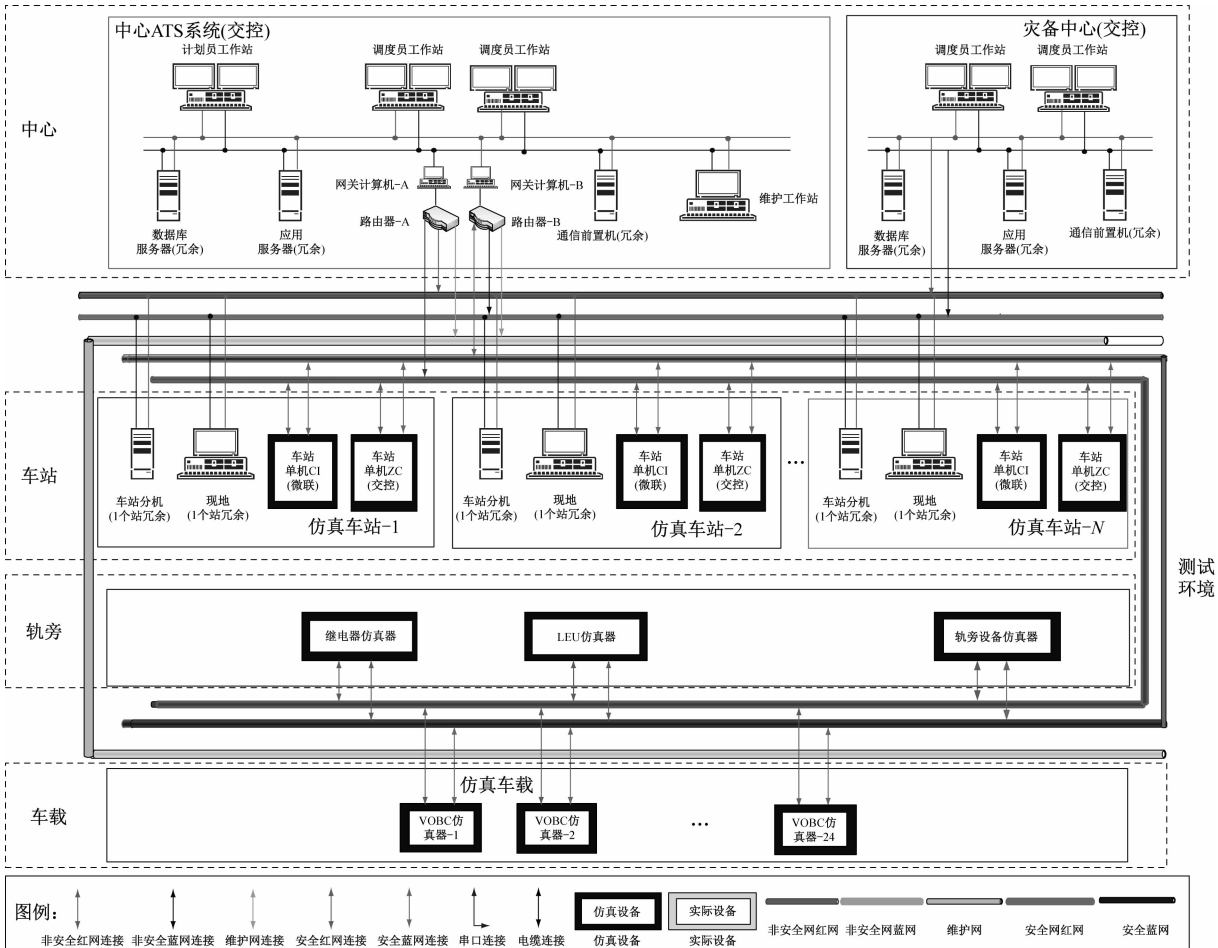 中心ATS系统(交控)
灾备中心(交控)
计划员工作站
调度员工作站
调度员工作站
调度员工作站
调度员工作站
中心
网关计算机-A
网关计算机-B
路由器-A
路由器-B
维护工作站
数据库
服务器(冗余)
应用
服务器(冗余)
通信前置机(冗余)
数据库
服务器(冗余)
应用
服务器(冗余)
通信前置机(冗余)
车站
车站分机
(1个站冗余)
现地
(1个站冗余)
车站
单机CI
(微联)
车站
单机ZC
(交控)
仿真车站-1
车站分机
(1个站冗余)
现地
(1个站冗余)
车站
单机CI
(微联)
车站
单机ZC
(交控)
仿真车站-2
…
车站分机
(1个站冗余)
现地
(1个站冗余)
车站
单机CI
(微联)
车站
单机ZC
(交控)
仿真车站-N
测试
环境
轨旁
继电器仿真器
LEU仿真器
轨旁设备仿真器
车载
仿真车载
VOBC仿
真器-1
VOBC仿
真器-2
…
VOBC仿
真器-24
图例：
非安全红网连接
非安全蓝网连接
维护网连接
安全红网连接
安全蓝网连接
串口连接
电缆连接
仿真设备
仿真设备
实际设备
实际设备
非安全网红网
非安全网蓝网
维护网
安全网红网
安全蓝网